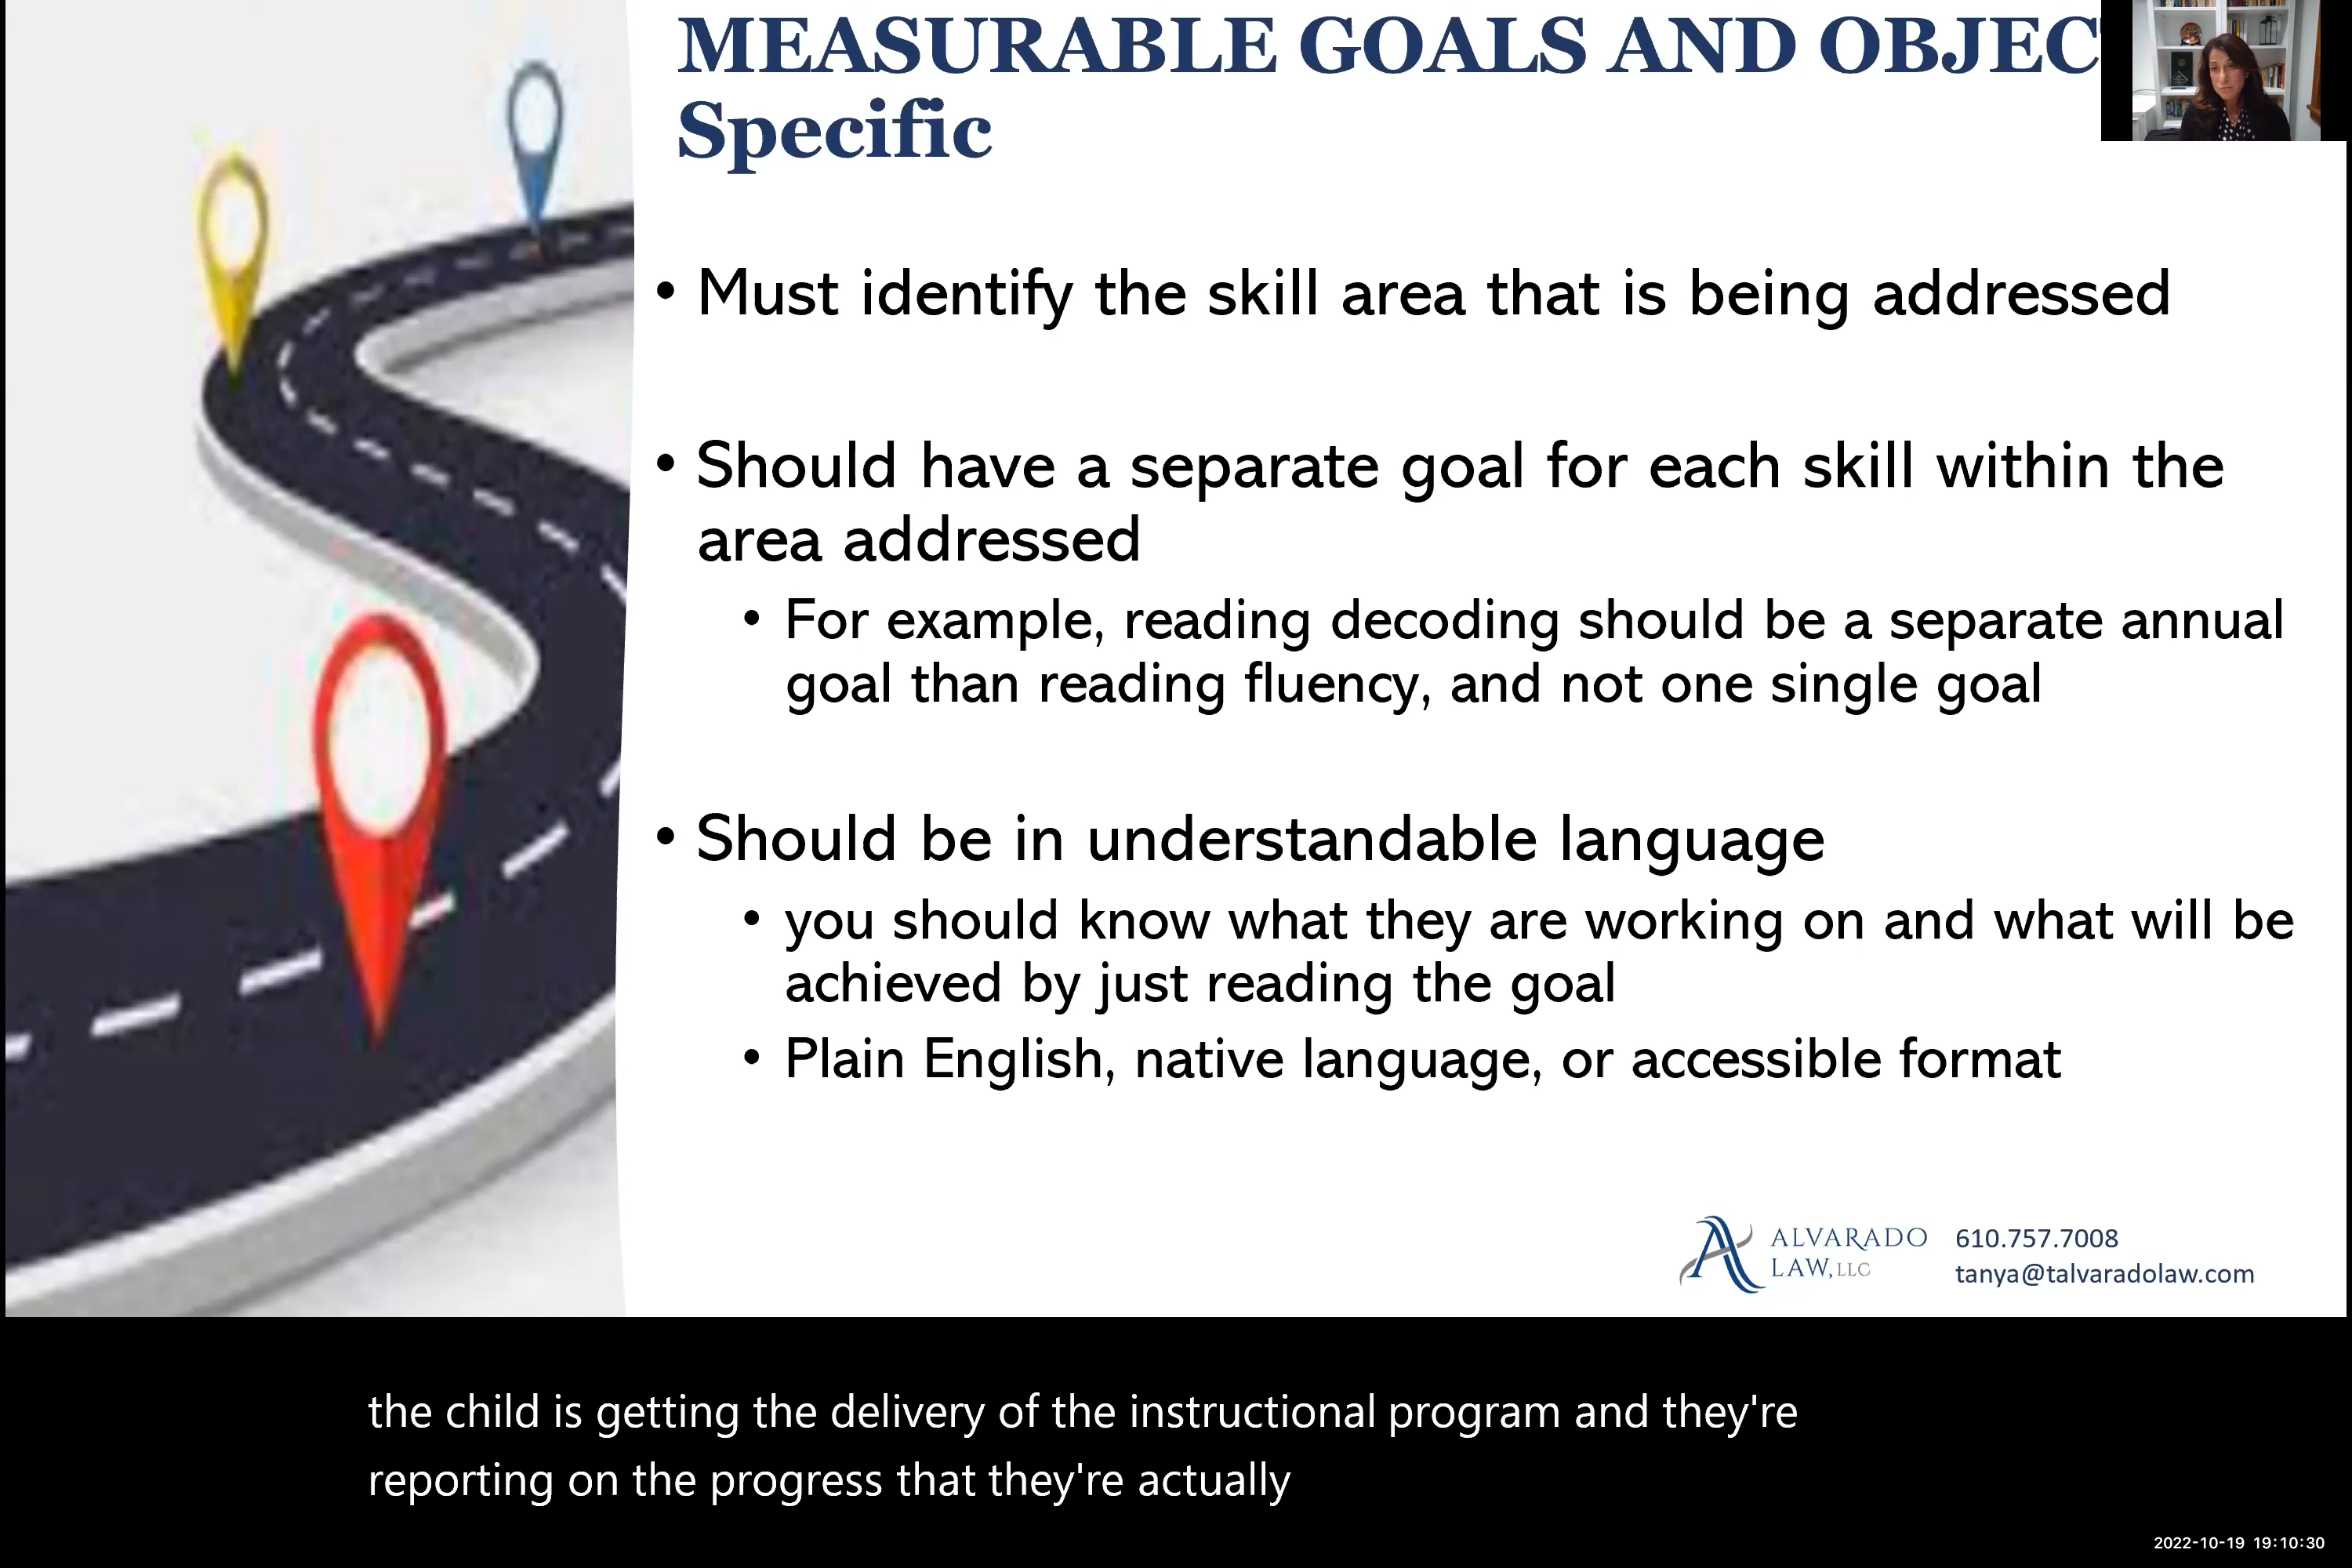 MEASURABLE GOALS AND OBJEC
Specific
• Must identify the skill area that is being addressed
• Should have a separate goal for each skill within the
area addressed
• For example, reading decoding should be a separate annual
goal than reading fluency, and not one single goal
• Should be in understandable language
• you should know what they are working on and what will be
achieved by just reading the goal
• Plain English, native language, or accessible format
ALVARADO
LAW, LLC
610.757.7008
tanya@talvaradolaw.com
the child is getting the delivery of the instructional program and they're
reporting on the progress that they're actually
2022-10-19 19:10:30